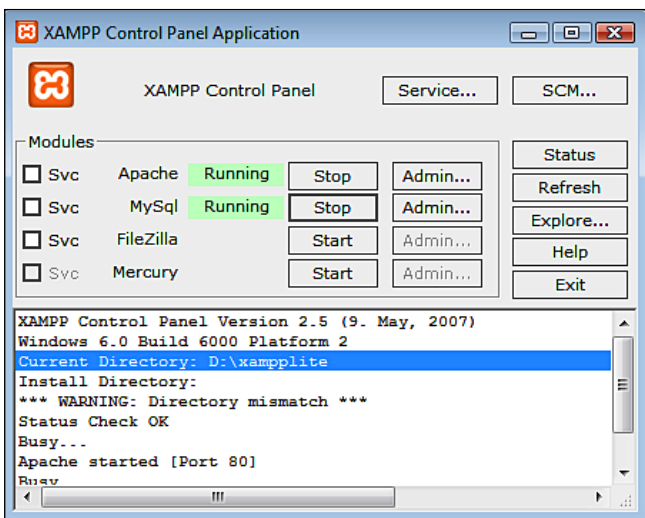 XAMPP Control Panel Application
XAMPP Control Panel
Service...
SCM...
Modules
Svc Apache Running Stop Admin...
Svc MySql Running Stop Admin...
Svc FileZilla Start Admin...
Svc Mercury Start Admin...
Status
Refresh
Explore...
Help
Exit
XAMPP Control Panel Version 2.5 (9. May, 2007)
Windows 6.0 Build 6000 Platform 2
Current Directory: D:\xampplite
Install Directory:
*** WARNING: Directory mismatch ***
Status Check OK
Busy...
Apache started [Port 80]
Busy